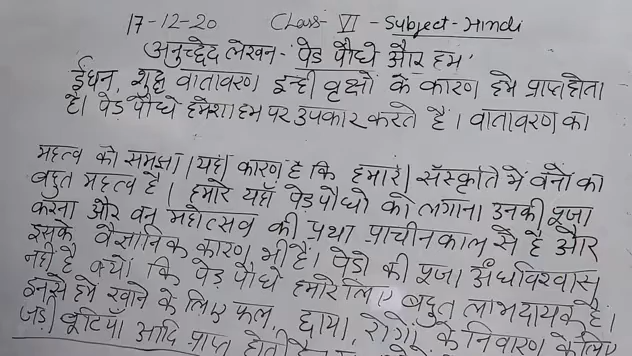 17-12-20 Class- VI - Subject - Hindi
अनुच्छेद लेखन - 'पेड पौधे और हम'
ईंधन, शुद्ध वातावरण इन्ही वृक्षों के कारण हमे प्राप्त होता
है। पेड पौधे हमेशा हम पर उपकार करते हैं । वातावरण का
महत्व को समझा । यही कारण है कि हमारी संस्कृति में वनों का
बहुत महत्व है । हमारे यहाँ पेड़ पौधो को लगाना उनकी पूजा
करना और वन महोत्सव की प्रथा प्राचीनकाल से है और
इसके वैज्ञानिक कारण भी हैं। पेडो की पूजा अंधविश्वास
नही है क्यों कि पेड पौधे हमारे लिए बहुत लाभदायक है।
इनसे हमे खाने के लिए फल, छाया, रोगों के निवारण के लिए
जडी बूटियाँ आदि प्राप्त होती